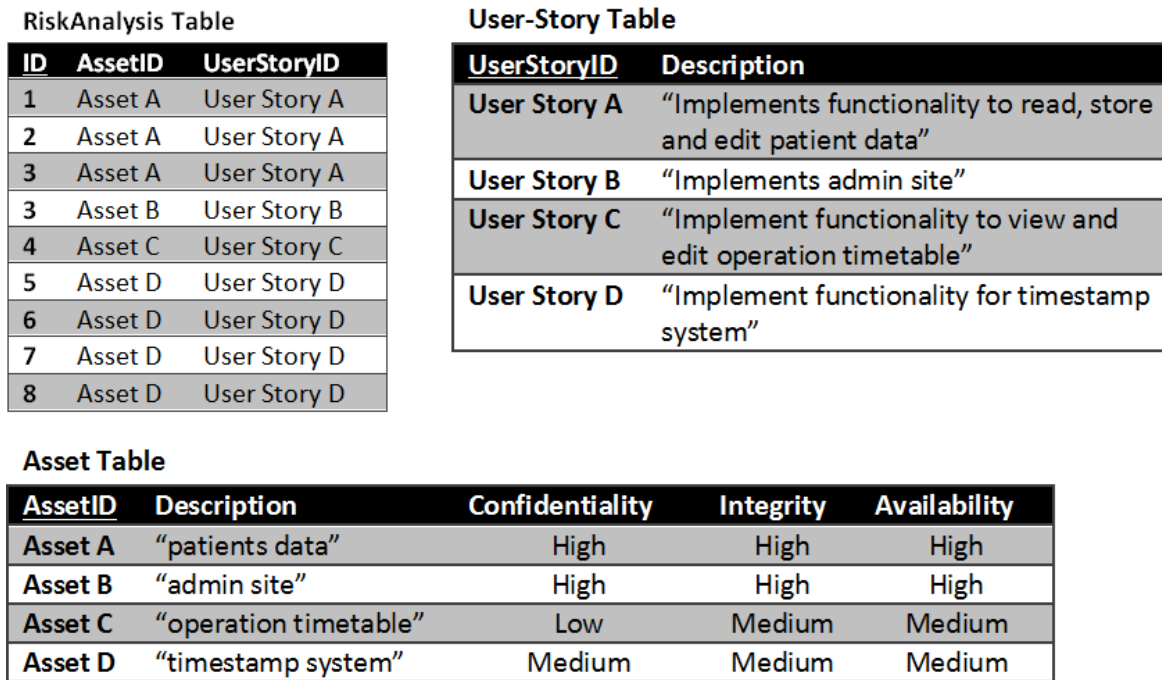 RiskAnalysis Table
ID AssetID UserStoryID
1 Asset A User Story A
2 Asset A User Story A
3 Asset A User Story A
3 Asset B User Story B
4 Asset C User Story C
5 Asset D User Story D
6 Asset D User Story D
7 Asset D User Story D
8 Asset D User Story D
User-Story Table
UserStoryID Description
User Story A “Implements functionality to read, store
and edit patient data”
User Story B “Implements admin site”
User Story C “Implement functionality to view and
edit operation timetable”
User Story D “Implement functionality for timestamp
system”
Asset Table
AssetID Description Confidentiality Integrity Availability
Asset A “patients data” High High High
Asset B “admin site” High High High
Asset C “operation timetable” Low Medium Medium
Asset D “timestamp system” Medium Medium Medium